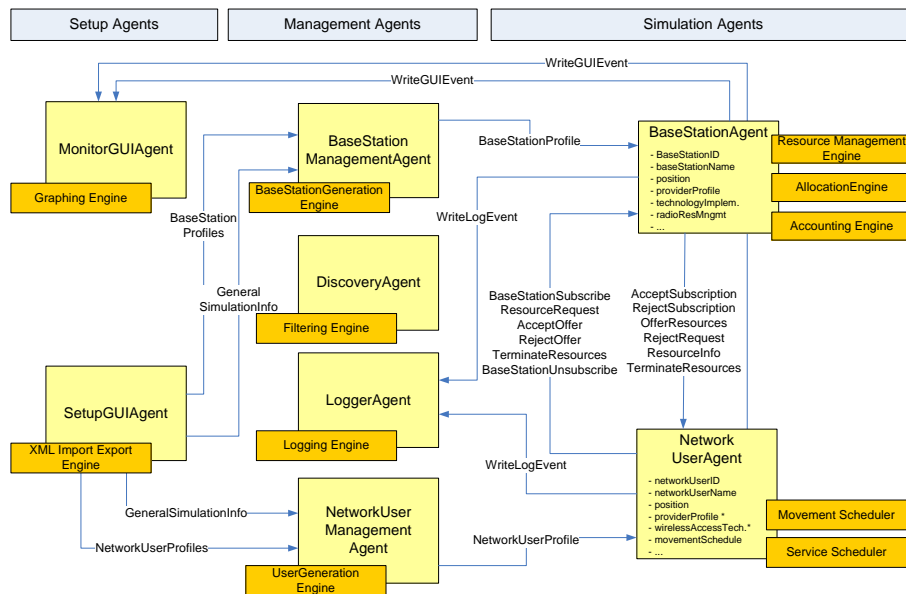 Setup Agents
Management Agents
Simulation Agents
WriteGUIEvent
WriteGUIEvent
MonitorGUIAgent
Graphing Engine
BaseStation
ManagementAgent
BaseStationGeneration
Engine
BaseStationProfile
BaseStationAgent
- BaseStationID
- baseStationName
- position
- providerProfile
- technologyImplem.
- radioResMngmt
- ...
Resource Management
Engine
AllocationEngine
Accounting Engine
BaseStation
Profiles
WriteLogEvent
General
SimulationInfo
DiscoveryAgent
Filtering Engine
BaseStationSubscribe
ResourceRequest
AcceptOffer
RejectOffer
TerminateResources
BaseStationUnsubscribe
AcceptSubscription
RejectSubscription
OfferResources
RejectRequest
ResourceInfo
TerminateResources
SetupGUIAgent
XML Import Export
Engine
LoggerAgent
Logging Engine
WriteLogEvent
Network
UserAgent
- networkUserID
- networkUserName
- position
- providerProfile *
- wirelessAccessTech.*
- movementSchedule
- ...
Movement Scheduler
Service Scheduler
GeneralSimulationInfo
NetworkUserProfiles
NetworkUser
Management
Agent
UserGeneration
Engine
NetworkUserProfile